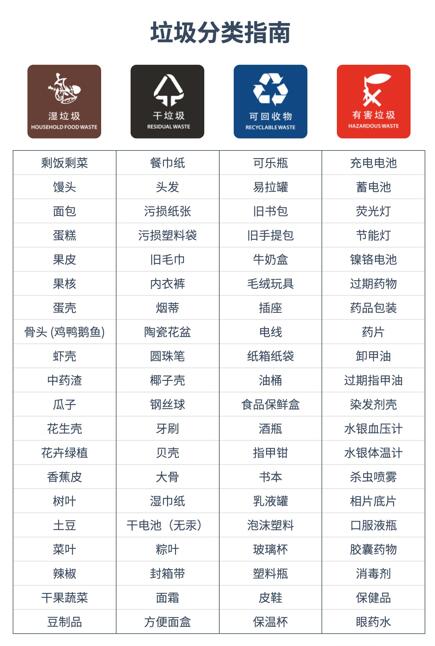 垃圾分类指南
湿垃圾 干垃圾 可回收物 有害垃圾
HOUSEHOLD FOOD WASTE RESIDUAL WASTE RECYCLABLE WASTE HAZARDOUS WASTE
剩饭剩菜 餐巾纸 可乐瓶 充电电池
馒头 头发 易拉罐 蓄电池
面包 污损纸张 旧书包 荧光灯
蛋糕 污损塑料袋 旧手提包 节能灯
果皮 旧毛巾 牛奶盒 镍铬电池
果核 内衣裤 毛绒玩具 过期药物
蛋壳 烟蒂 插座 药品包装
骨头 (鸡鸭鹅鱼) 陶瓷花盆 电线 药片
虾壳 圆珠笔 纸箱纸袋 卸甲油
中药渣 椰子壳 油桶 过期指甲油
瓜子 钢丝球 食品保鲜盒 染发剂壳
花生壳 牙刷 酒瓶 水银血压计
花卉绿植 贝壳 指甲钳 水银体温计
香蕉皮 大骨 书本 杀虫喷雾
树叶 湿巾纸 乳液罐 相片底片
土豆 干电池（无汞） 泡沫塑料 口服液瓶
菜叶 粽叶 玻璃杯 胶囊药物
辣椒 封箱带 塑料瓶 消毒剂
干果蔬菜 面霜 皮鞋 保健品
豆制品 方便面盒 保温杯 眼药水